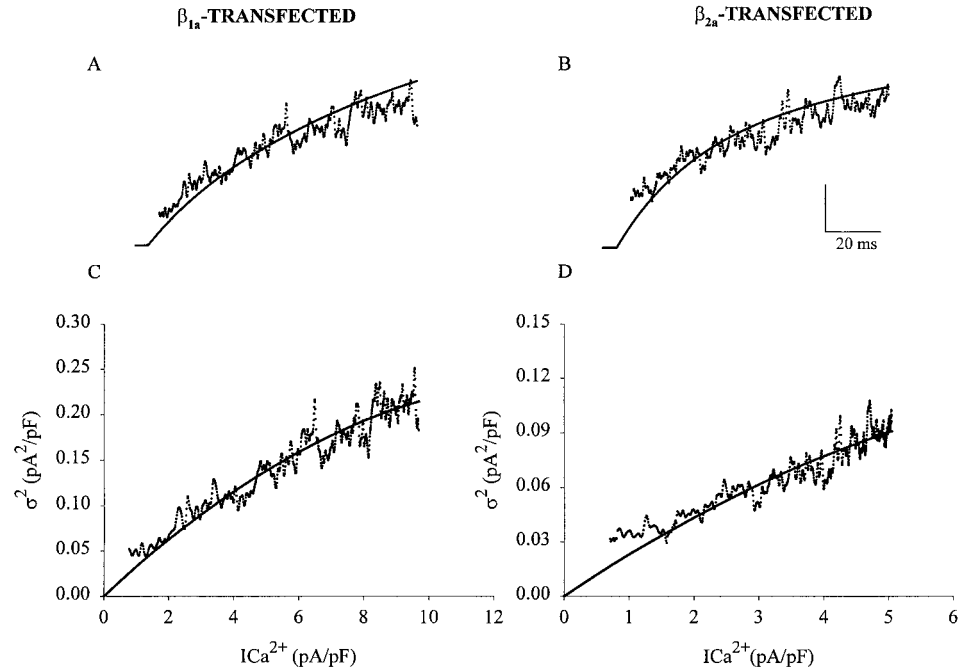 β1a-TRANSFECTED
β2a-TRANSFECTED
A
B
20 ms
C
D
0.30
0.25
0.20
0.15
0.10
0.05
0.00
σ² (pA²/pF)
0
2
4
6
8
10
12
ICa²⁺ (pA/pF)
0.15
0.12
0.09
0.06
0.03
0.00
σ² (pA²/pF)
0
1
2
3
4
5
6
ICa²⁺ (pA/pF)